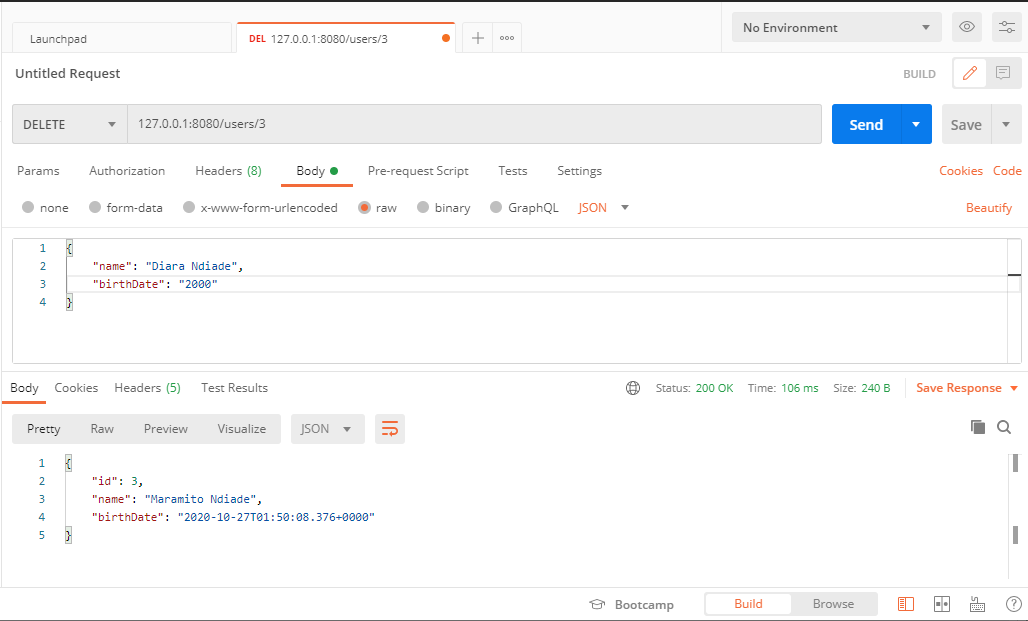 Launchpad DEL 127.0.0.1:8080/users/3 No Environment
Untitled Request BUILD
DELETE 127.0.0.1:8080/users/3 Send Save
Params Authorization Headers (8) Body Pre-request Script Tests Settings Cookies Code
none form-data x-www-form-urlencoded raw binary GraphQL JSON Beautify
1 {
2 "name": "Diara Ndiade",
3 "birthDate": "2000"
4 }
Body Cookies Headers (5) Test Results Status: 200 OK Time: 106 ms Size: 240 B Save Response
Pretty Raw Preview Visualize JSON
1 {
2 "id": 3,
3 "name": "Maramito Ndiade",
4 "birthDate": "2020-10-27T01:50:08.376+0000"
5 }
Bootcamp Build Browse ?